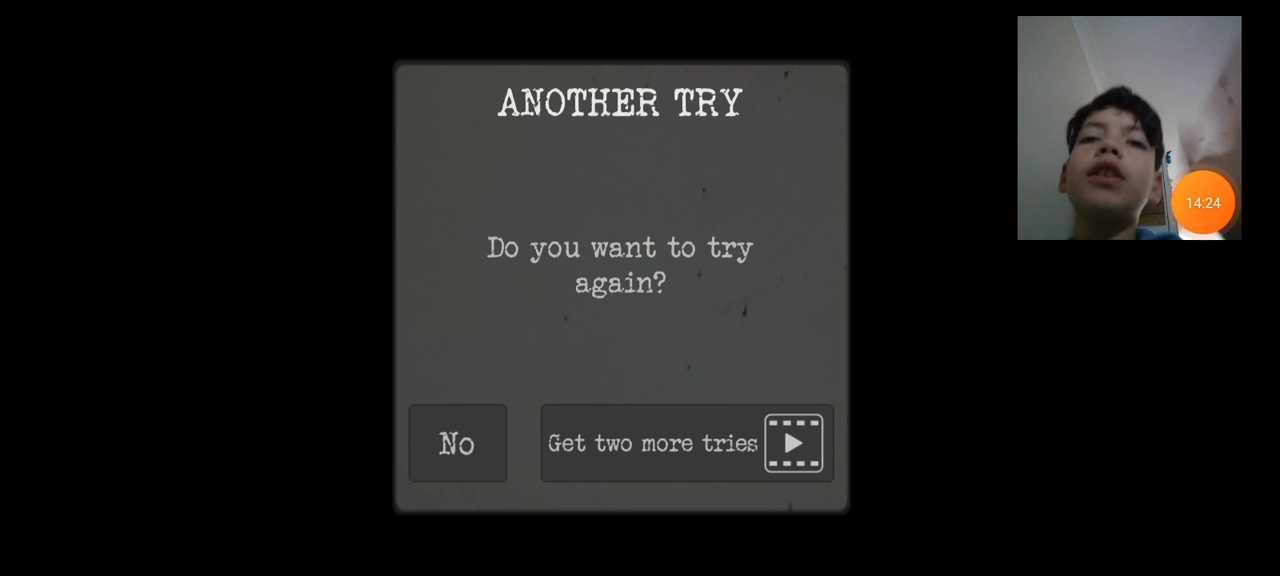 ANOTHER TRY
14:24
Do you want to try
again?
No
Get two more tries